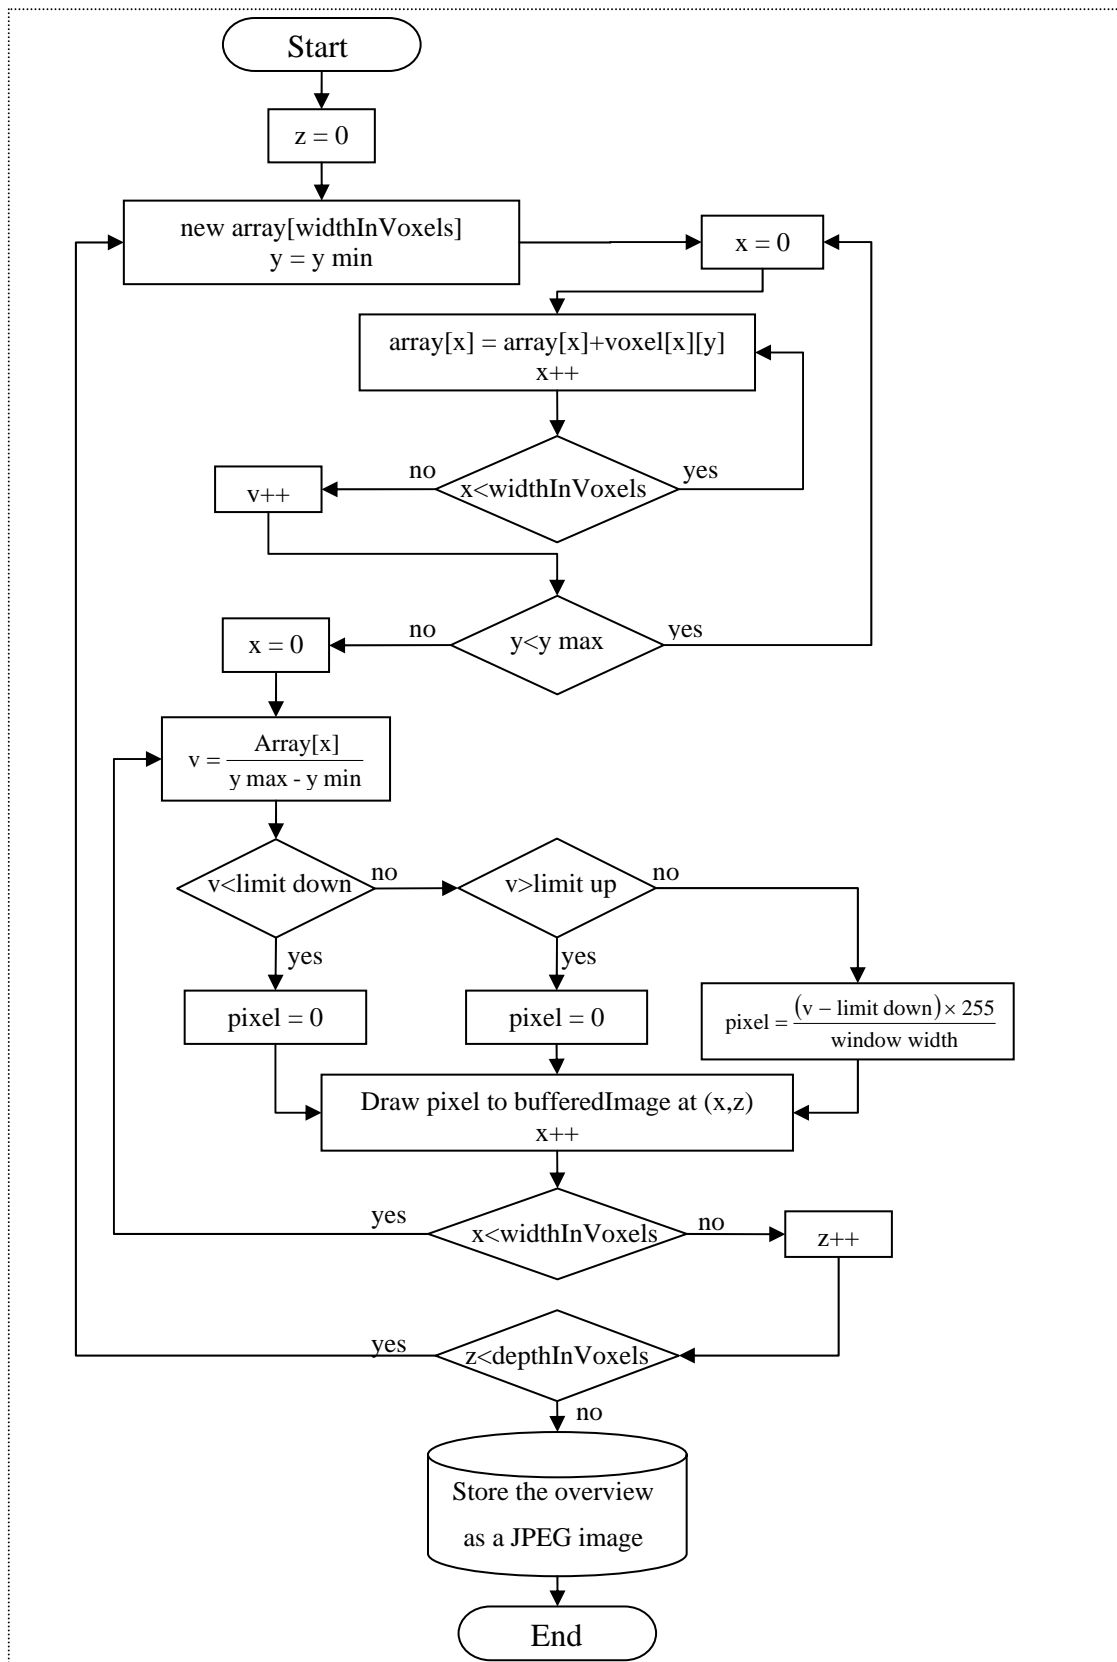 Start
z = 0
new array[widthInVoxels]
y = y min
x = 0
array[x] = array[x]+voxel[x][y]
x++
no
yes
x<widthInVoxels
v++
no
yes
y<y max
x = 0
v = Array[x] / y max - y min
v<limit down
no
v>limit up
no
yes
yes
pixel = 0
pixel = 0
pixel = (v − limit down) × 255 / window width
Draw pixel to bufferedImage at (x,z)
x++
yes
x<widthInVoxels
no
z++
yes
z<depthInVoxels
no
Store the overview
as a JPEG image
End